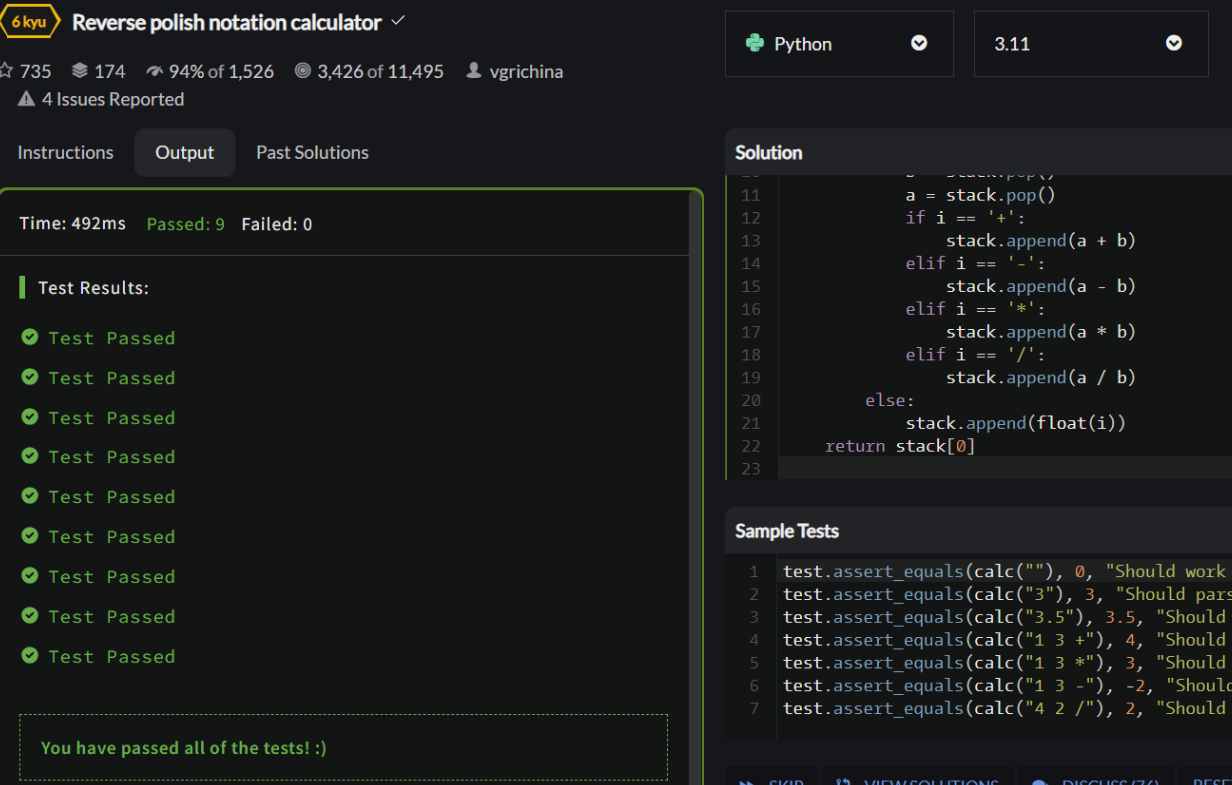 6 kyu Reverse polish notation calculator
735 174 94% of 1,526 3,426 of 11,495 vgrichina
4 Issues Reported
Instructions Output Past Solutions
Time: 492ms Passed: 9 Failed: 0
Test Results:
Test Passed
Test Passed
Test Passed
Test Passed
Test Passed
Test Passed
Test Passed
Test Passed
Test Passed
You have passed all of the tests! :)
Python 3.11
Solution
11 a = stack.pop()
12 if i == '+':
13 stack.append(a + b)
14 elif i == '-':
15 stack.append(a - b)
16 elif i == '*':
17 stack.append(a * b)
18 elif i == '/':
19 stack.append(a / b)
20 else:
21 stack.append(float(i))
22 return stack[0]
23
Sample Tests
1 test.assert_equals(calc(""), 0, "Should work
2 test.assert_equals(calc("3"), 3, "Should pars
3 test.assert_equals(calc("3.5"), 3.5, "Should
4 test.assert_equals(calc("1 3 +"), 4, "Should
5 test.assert_equals(calc("1 3 *"), 3, "Should
6 test.assert_equals(calc("1 3 -"), -2, "Should
7 test.assert_equals(calc("4 2 /"), 2, "Should
SKIP VIEW SOLUTIONS DISCUSS (76) RESE